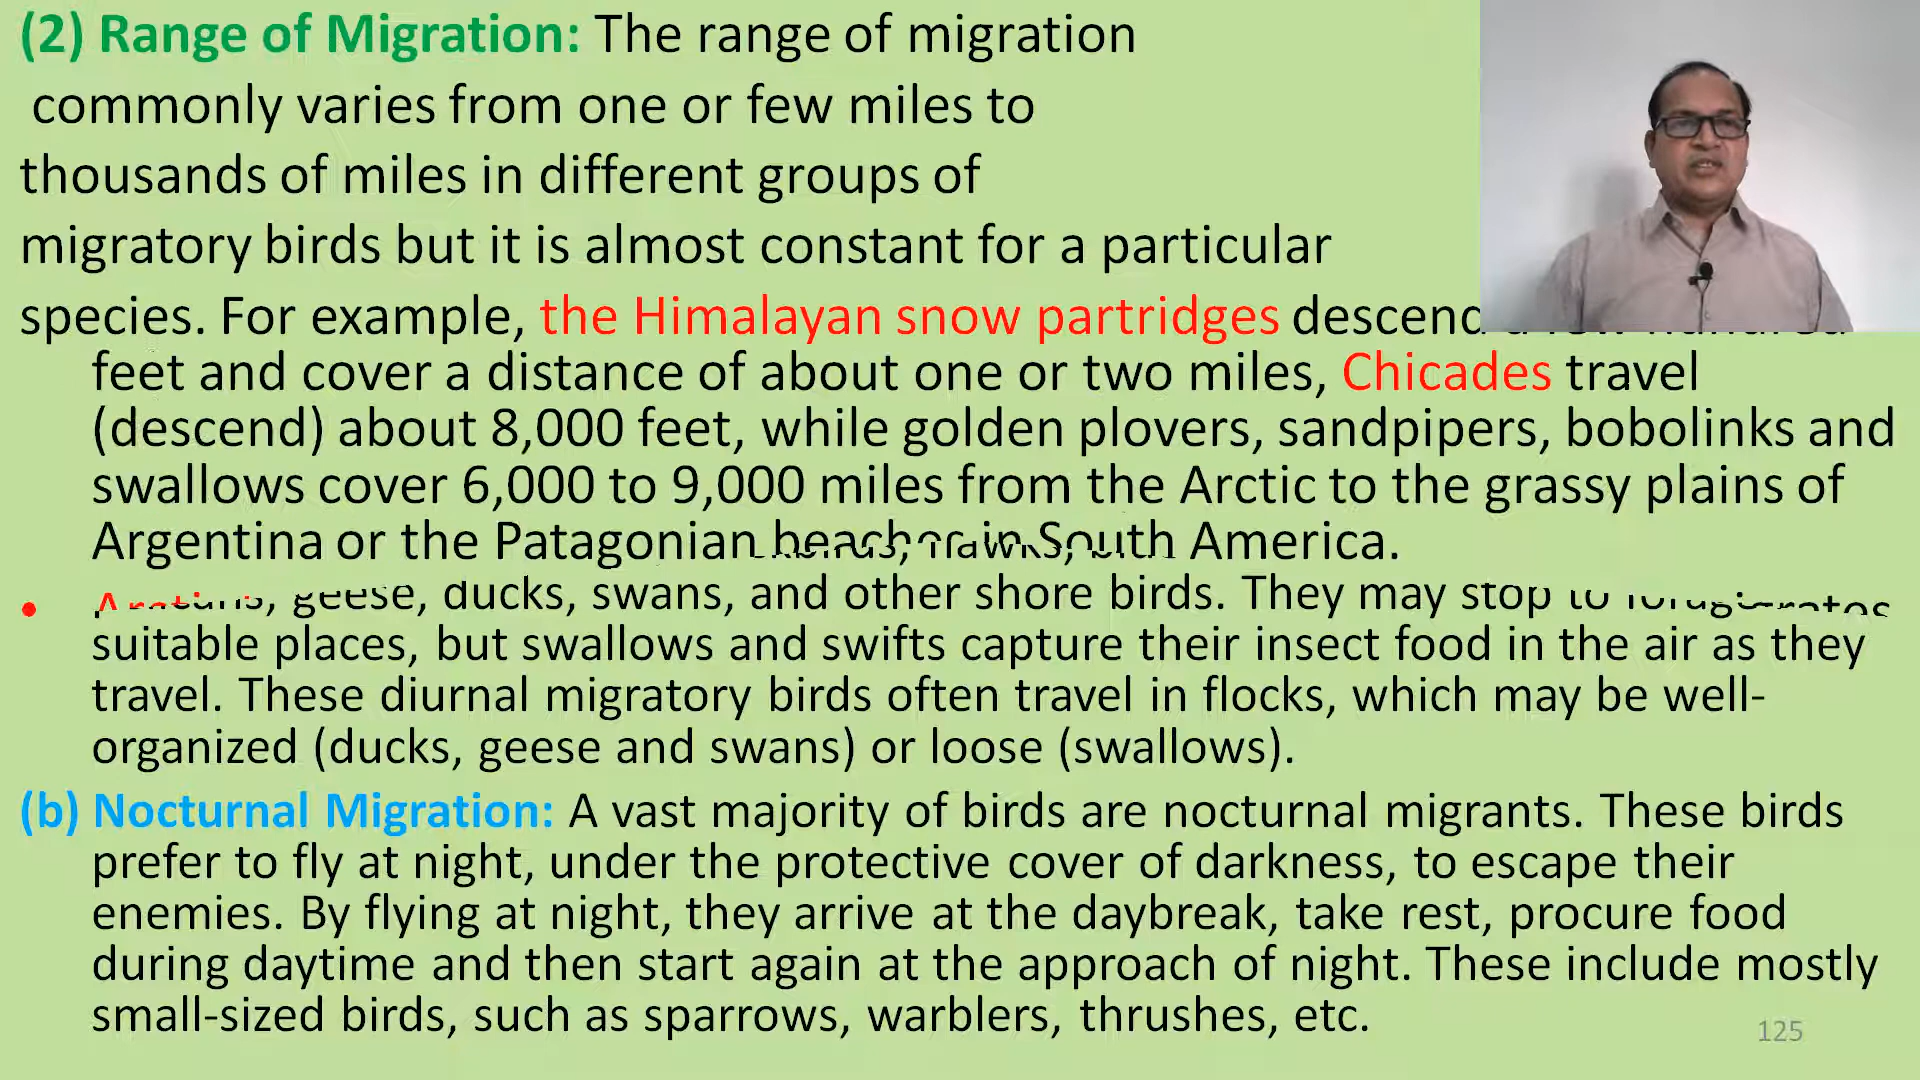 (2) Range of Migration: The range of migration
commonly varies from one or few miles to
thousands of miles in different groups of
migratory birds but it is almost constant for a particular
species. For example, the Himalayan snow partridges descend
feet and cover a distance of about one or two miles, Chicades travel
(descend) about 8,000 feet, while golden plovers, sandpipers, bobolinks and
swallows cover 6,000 to 9,000 miles from the Arctic to the grassy plains of
Argentina or the Patagonian in South America.
• geese, ducks, swans, and other shore birds. They may stop to
suitable places, but swallows and swifts capture their insect food in the air as they
travel. These diurnal migratory birds often travel in flocks, which may be well-
organized (ducks, geese and swans) or loose (swallows).
(b) Nocturnal Migration: A vast majority of birds are nocturnal migrants. These birds
prefer to fly at night, under the protective cover of darkness, to escape their
enemies. By flying at night, they arrive at the daybreak, take rest, procure food
during daytime and then start again at the approach of night. These include mostly
small-sized birds, such as sparrows, warblers, thrushes, etc.
125